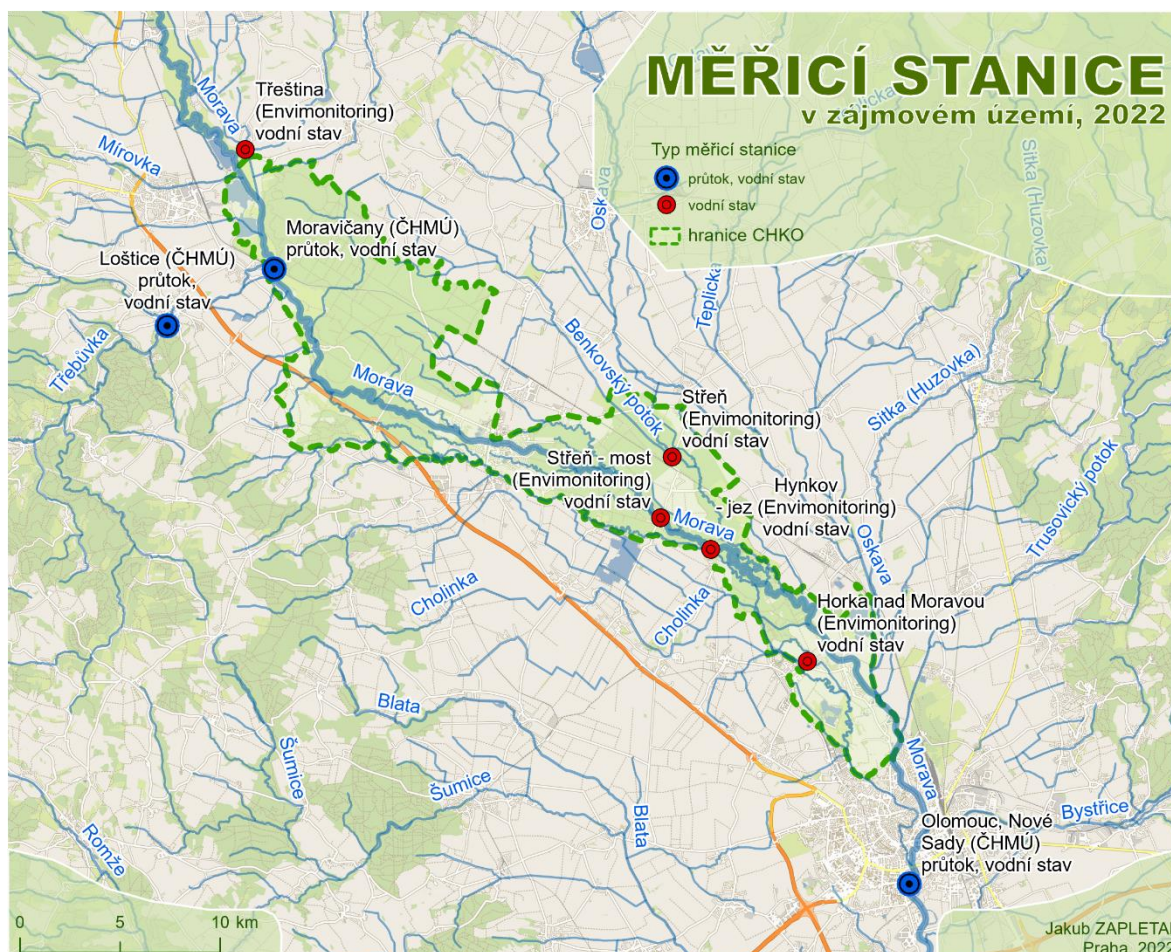 MĚŘICÍ STANICE
v zájmovém území, 2022
Typ měřicí stanice
průtok, vodní stav
vodní stav
hranice CHKO
Morava
Třeština
(Envimonitoring)
vodní stav
Mírovka
Moravičany (ČHMÚ)
průtok, vodní stav
Loštice (ČHMÚ)
průtok,
vodní stav
Třebůvka
Oskava
Teplická
Sitka (Huzovka)
Teplická
Benkovský potok
Morava
Sitka (Huzovka)
Střeň
(Envimonitoring)
vodní stav
Střeň - most
(Envimonitoring)
vodní stav
Hynkov
- jez (Envimonitoring)
vodní stav
Morava
Oskava
Trusovický potok
Cholinka
Cholinka
Horka nad Moravou
(Envimonitoring)
vodní stav
Blata
Šumice
Šumice
Blata
Morava
Bystřice
Romže
Olomouc, Nové
Sady (ČHMÚ)
průtok, vodní stav
0 5 10 km
Jakub ZAPLETA
Praha, 202